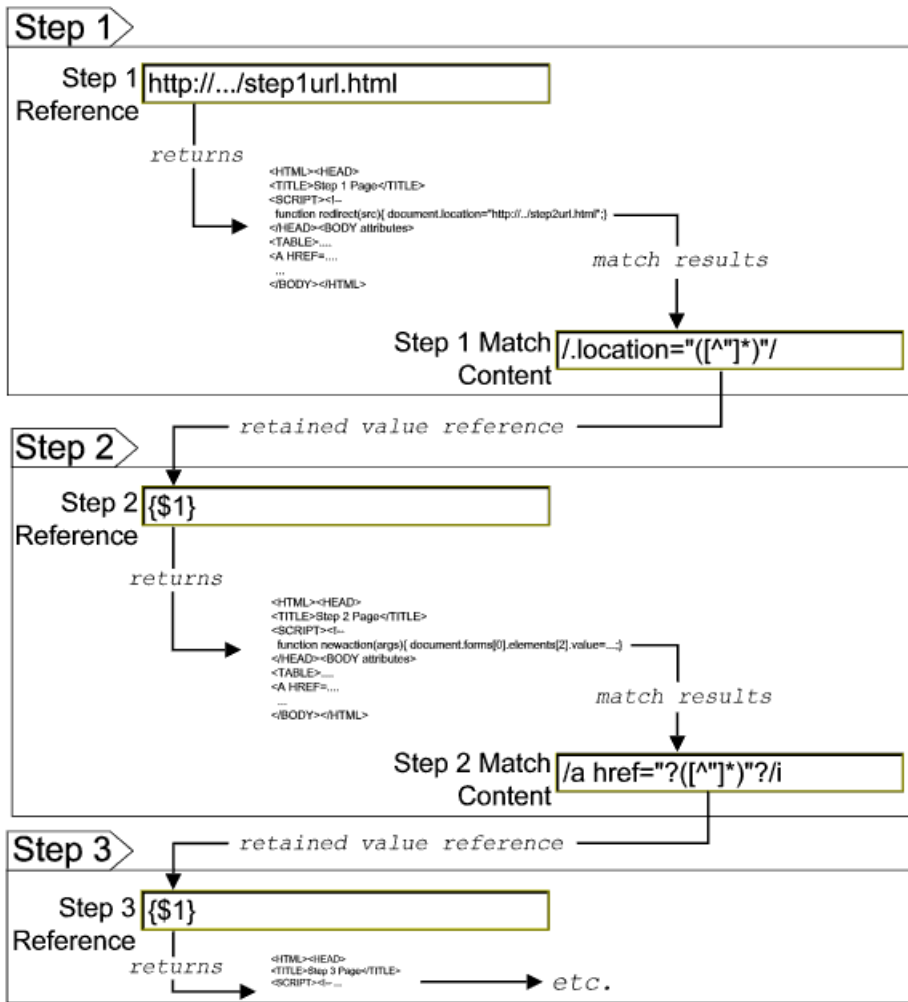 Step 1
Step 1
Reference
http://.../step1url.html
returns
<HTML><HEAD>
<TITLE>Step 1 Page</TITLE>
<SCRIPT><!--
function redirect(src){ document.location="http://../step2url.html";}
</HEAD><BODY attributes>
<TABLE>....
<A HREF=....
...
</BODY></HTML>
match results
Step 1 Match
Content
/.location="([^"]*)"/
retained value reference
Step 2
Step 2
Reference
{$1}
returns
<HTML><HEAD>
<TITLE>Step 2 Page</TITLE>
<SCRIPT><!--
function newaction(args){ document.forms[0].elements[2].value=...;}
</HEAD><BODY attributes>
<TABLE>....
<A HREF=....
...
</BODY></HTML>
match results
Step 2 Match
Content
/a href="?([^"]*)"?/i
retained value reference
Step 3
Step 3
Reference
{$1}
returns
<HTML><HEAD>
<TITLE>Step 3 Page</TITLE>
<SCRIPT><!-- ...
etc.